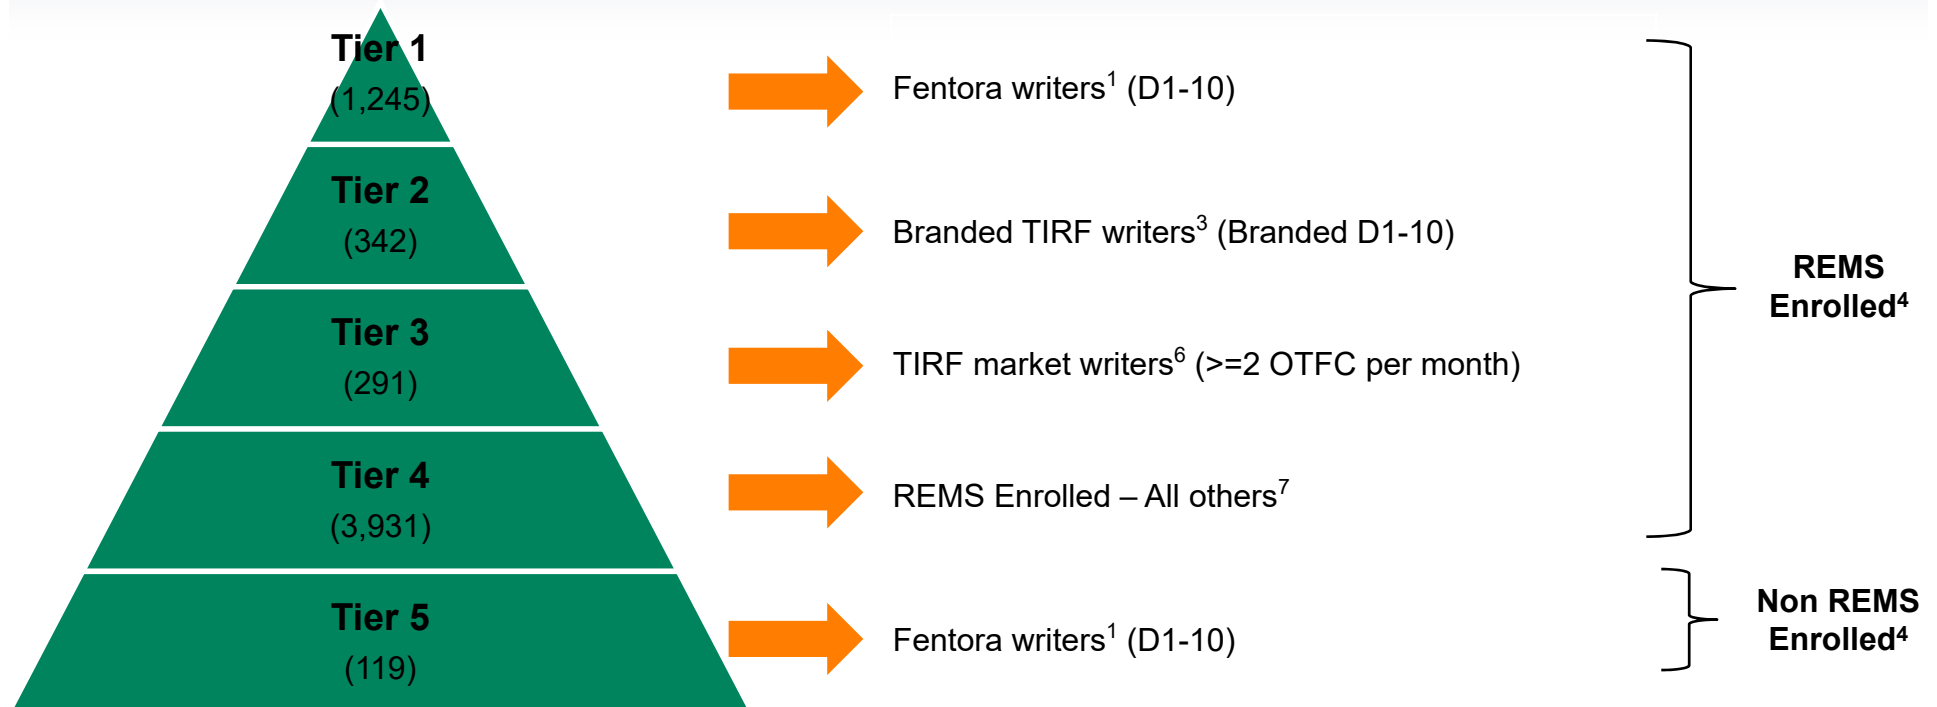 Tier 1
(1,245)
Fentora writers1 (D1-10)
Tier 2
(342)
Branded TIRF writers3 (Branded D1-10)
Tier 3
(291)
TIRF market writers6 (>=2 OTFC per month)
Tier 4
(3,931)
REMS Enrolled – All others7
REMS
Enrolled4
Tier 5
(119)
Fentora writers1 (D1-10)
Non REMS
Enrolled4